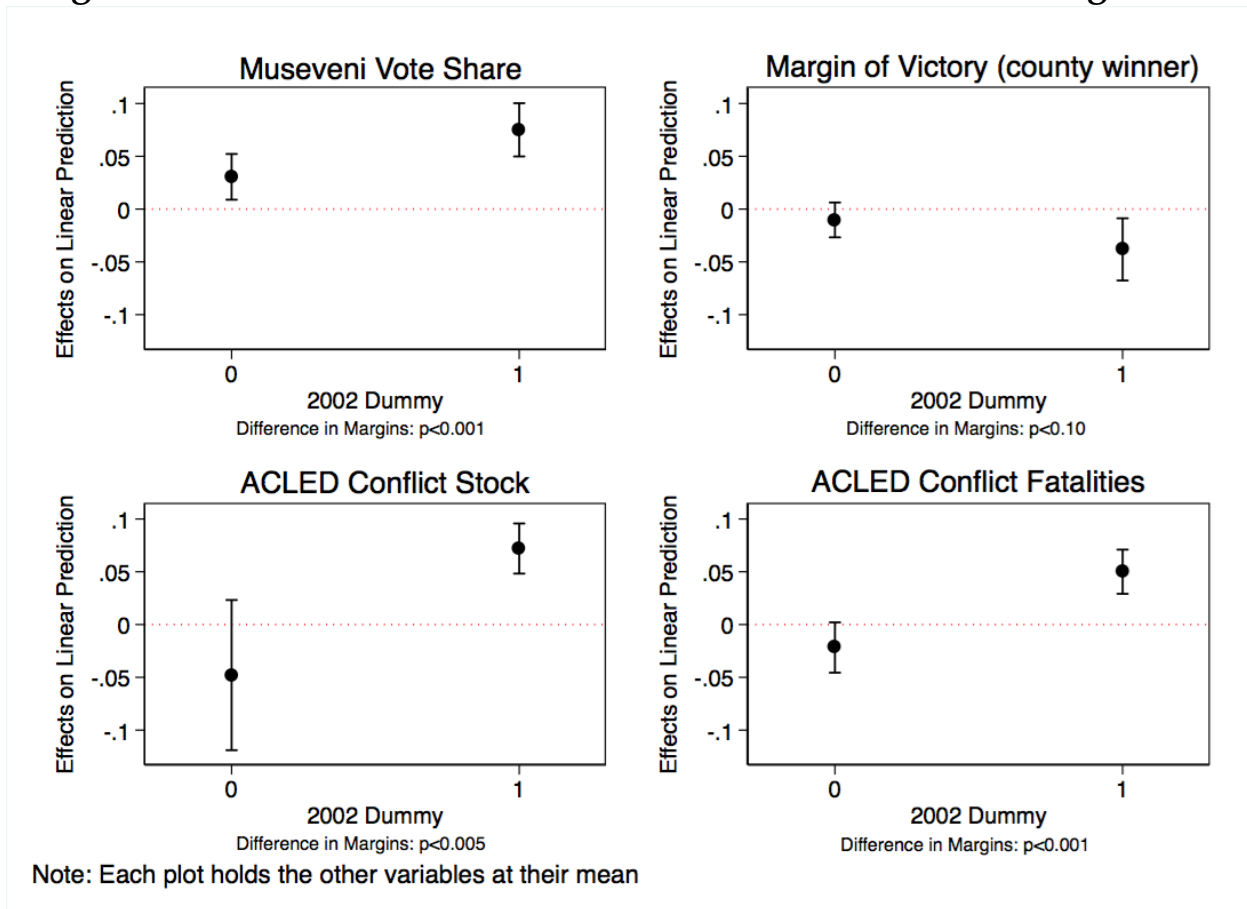 Museveni Vote Share
Effects on Linear Prediction
.1
.05
0
-.05
-.1
0 1
2002 Dummy
Difference in Margins: p<0.001
Margin of Victory (county winner)
Effects on Linear Prediction
.1
.05
0
-.05
-.1
0 1
2002 Dummy
Difference in Margins: p<0.10
ACLED Conflict Stock
Effects on Linear Prediction
.1
.05
0
-.05
-.1
0 1
2002 Dummy
Difference in Margins: p<0.005
ACLED Conflict Fatalities
Effects on Linear Prediction
.1
.05
0
-.05
-.1
0 1
2002 Dummy
Difference in Margins: p<0.001
Note: Each plot holds the other variables at their mean